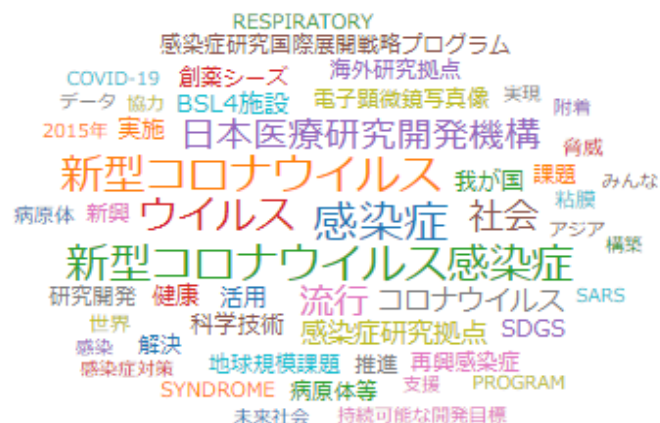 RESPIRATORY
感染症研究国際展開戦略プログラム
COVID-19 創薬シーズ 海外研究拠点
データ 協力 BSL4施設 電子顕微鏡写真像 実現 附着
2015年 実施 日本医療研究開発機構 脅威
新型コロナウイルス 我が国 課題 みんな
粘膜
病原体 新興 ウイルス 感染症 社会 アジア
構築
新型コロナウイルス感染症
研究開発 健康 活用 流行 コロナウイルス SARS
世界 科学技術 感染症研究拠点 SDGS
感染 解決
感染症対策 地球規模課題 推進 再興感染症
SYNDROME 病原体等 支援 PROGRAM
未来社会 持続可能な開発目標